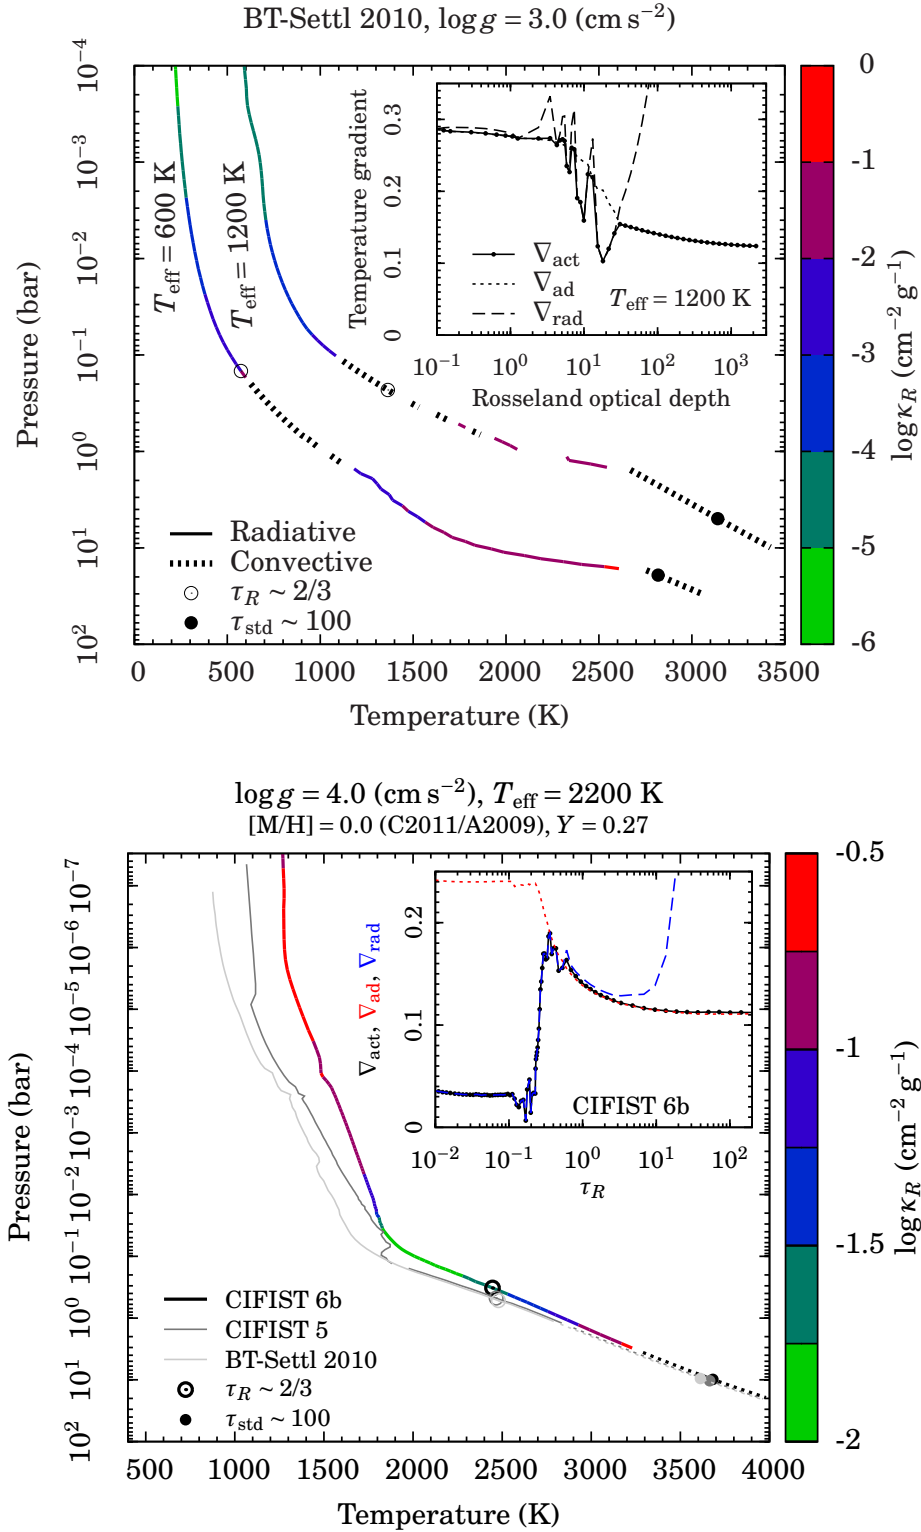 BT-Settl 2010, log g = 3.0 (cm s⁻²)
Pressure (bar)
10⁻⁴
10⁻³
10⁻²
10⁻¹
10⁰
10¹
10²
T_eff = 600 K
T_eff = 1200 K
Temperature gradient
0.3
0.2
0.1
0
∇_act
∇_ad
∇_rad
T_eff = 1200 K
10⁻¹ 10⁰ 10¹ 10² 10³
Rosseland optical depth
Radiative
Convective
τ_R ~ 2/3
τ_std ~ 100
0 500 1000 1500 2000 2500 3000 3500
Temperature (K)
0
-1
-2
-3
-4
-5
-6
log κ_R (cm⁻² g⁻¹)
log g = 4.0 (cm s⁻²), T_eff = 2200 K
[M/H] = 0.0 (C2011/A2009), Y = 0.27
Pressure (bar)
10⁻⁷
10⁻⁶
10⁻⁵
10⁻⁴
10⁻³
10⁻²
10⁻¹
10⁰
10¹
10²
∇_act, ∇_ad, ∇_rad
0.2
0.1
0
CIFIST 6b
10⁻² 10⁻¹ 10⁰ 10¹ 10²
τ_R
CIFIST 6b
CIFIST 5
BT-Settl 2010
τ_R ~ 2/3
τ_std ~ 100
500 1000 1500 2000 2500 3000 3500 4000
Temperature (K)
-0.5
-1
-1.5
-2
log κ_R (cm⁻² g⁻¹)